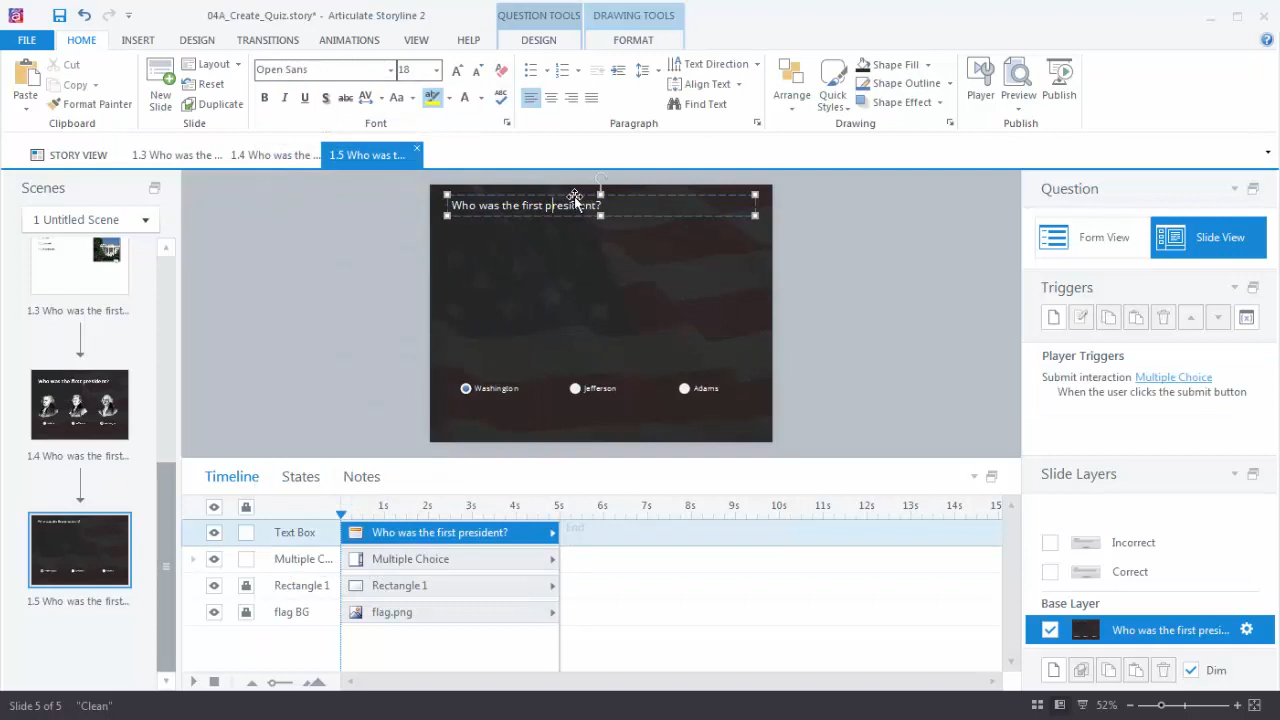 04A_Create_Quiz.story* - Articulate Storyline 2
QUESTION TOOLS
DRAWING TOOLS
FILE
HOME
INSERT
DESIGN
TRANSITIONS
ANIMATIONS
VIEW
HELP
DESIGN
FORMAT
Paste
Cut
Copy
Format Painter
Clipboard
New Slide
Layout
Reset
Duplicate
Slide
Open Sans
18
B I U S abc AV Aa A ABC
Font
Text Direction
Align Text
Find Text
Paragraph
Arrange
Quick Styles
Shape Fill
Shape Outline
Shape Effect
Drawing
Player
Preview
Publish
Publish
STORY VIEW
1.3 Who was the ...
1.4 Who was the ...
1.5 Who was t...
Scenes
1 Untitled Scene
1.3 Who was the first...
Who was the first president?
1.4 Who was the first...
Who was the first president?
1.5 Who was the first...
Who was the first president?
Washington
Jefferson
Adams
Timeline
States
Notes
1s 2s 3s 4s 5s 6s 7s 8s 9s 10s 11s 12s 13s 14s 15
Text Box
Who was the first president?
End
Multiple C...
Multiple Choice
Rectangle 1
Rectangle 1
flag BG
flag.png
Question
Form View
Slide View
Triggers
Player Triggers
Submit interaction Multiple Choice
When the user clicks the submit button
Slide Layers
Incorrect
Correct
Base Layer
Who was the first presi...
Dim
Slide 5 of 5
"Clean"
52%